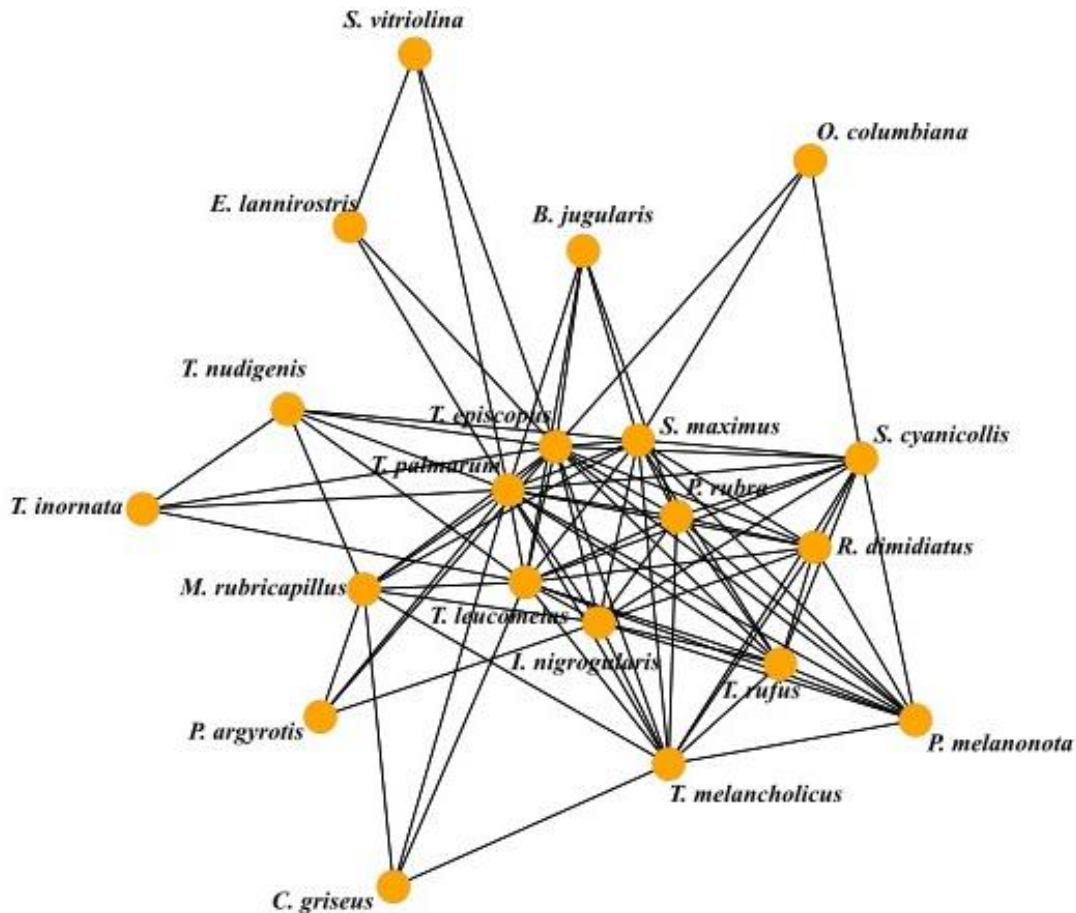 S. vitriolina
O. columbiana
E. lannirostris
B. jugularis
T. nudigenis
T. episcopus
S. maximus
S. cyanicollis
T. palmarum
P. rubra
T. inornata
R. dimidiatus
M. rubricapillus
T. leucomelas
I. nigrogularis
T. rufus
P. argyrotis
P. melanonota
T. melancholicus
C. griseus